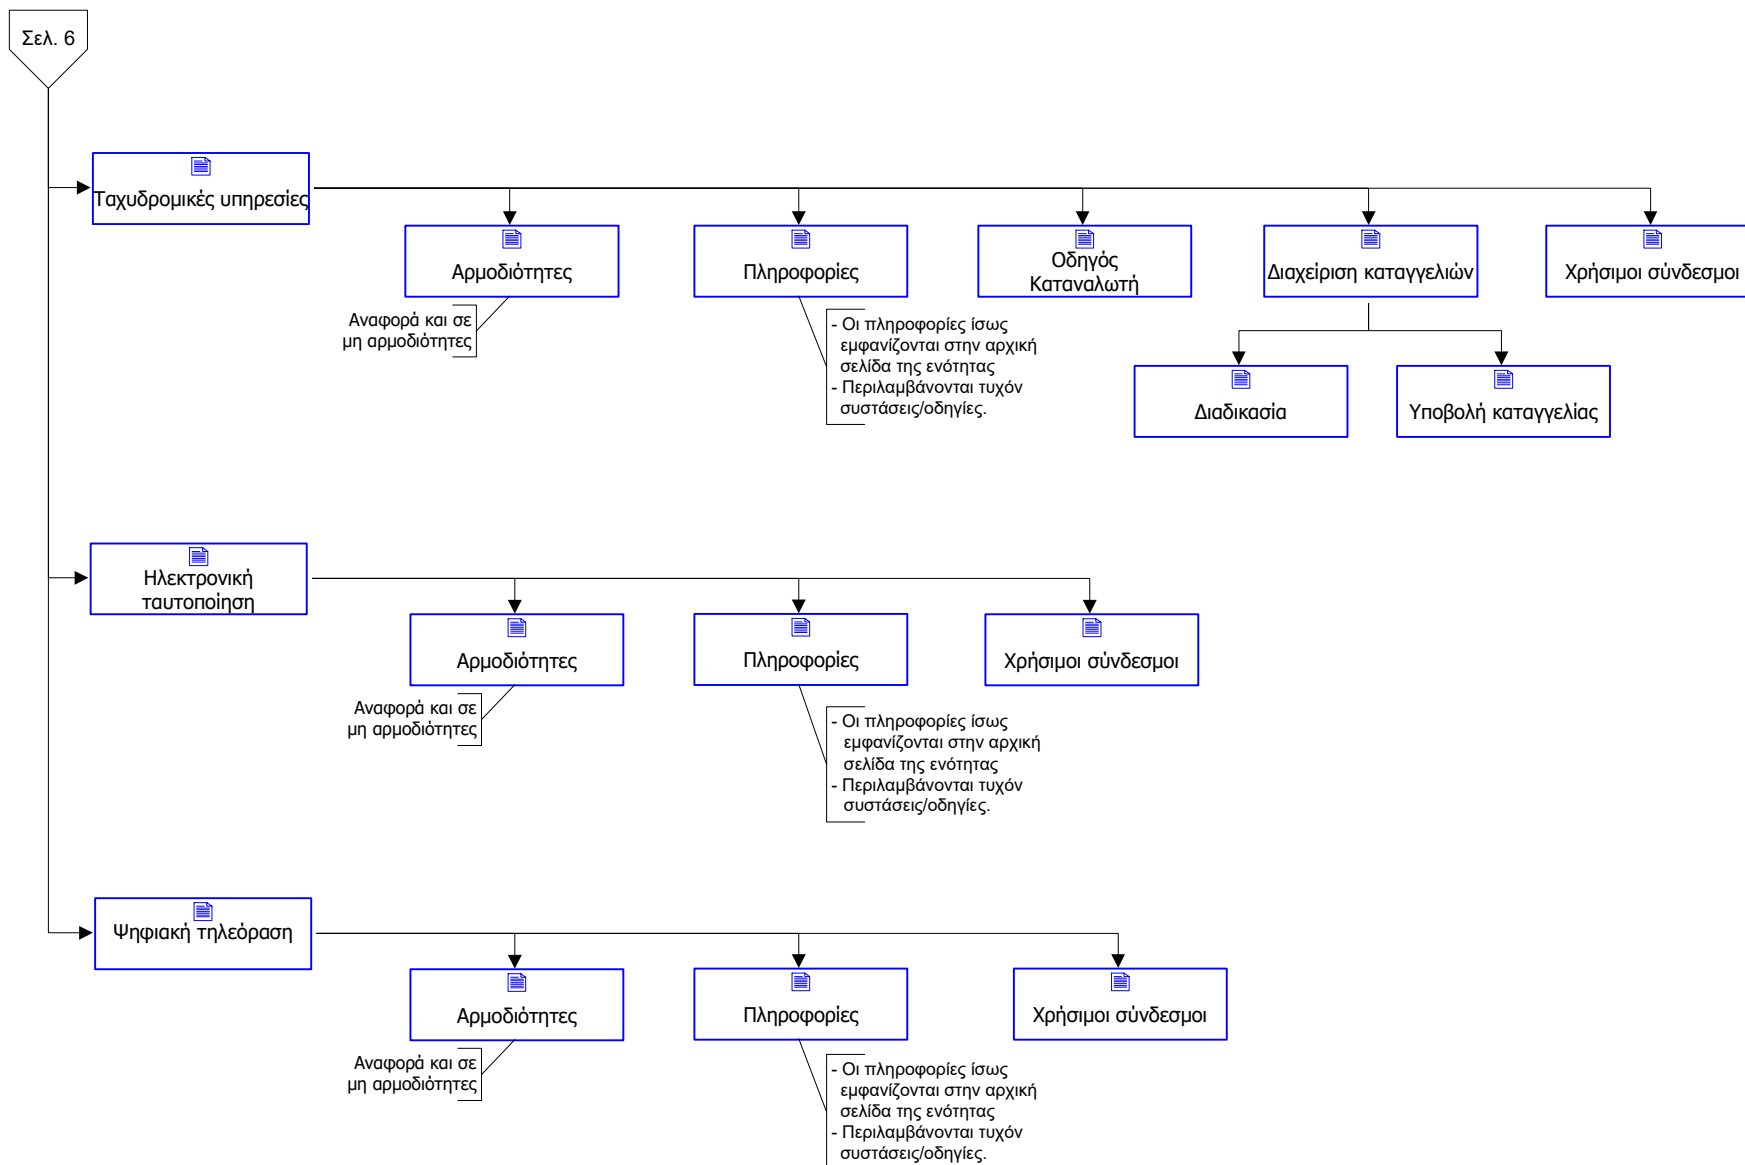 Σελ. 6
Ταχυδρομικές υπηρεσίες
Αρμοδιότητες
Πληροφορίες
Οδηγός
Καταναλωτή
Διαχείριση καταγγελιών
Χρήσιμοι σύνδεσμοι
Αναφορά και σε
μη αρμοδιότητες
- Οι πληροφορίες ίσως
εμφανίζονται στην αρχική
σελίδα της ενότητας
- Περιλαμβάνονται τυχόν
συστάσεις/οδηγίες.
Διαδικασία
Υποβολή καταγγελίας
Ηλεκτρονική
ταυτοποίηση
Αρμοδιότητες
Πληροφορίες
Χρήσιμοι σύνδεσμοι
Αναφορά και σε
μη αρμοδιότητες
- Οι πληροφορίες ίσως
εμφανίζονται στην αρχική
σελίδα της ενότητας
- Περιλαμβάνονται τυχόν
συστάσεις/οδηγίες.
Ψηφιακή τηλεόραση
Αρμοδιότητες
Πληροφορίες
Χρήσιμοι σύνδεσμοι
Αναφορά και σε
μη αρμοδιότητες
- Οι πληροφορίες ίσως
εμφανίζονται στην αρχική
σελίδα της ενότητας
- Περιλαμβάνονται τυχόν
συστάσεις/οδηγίες.